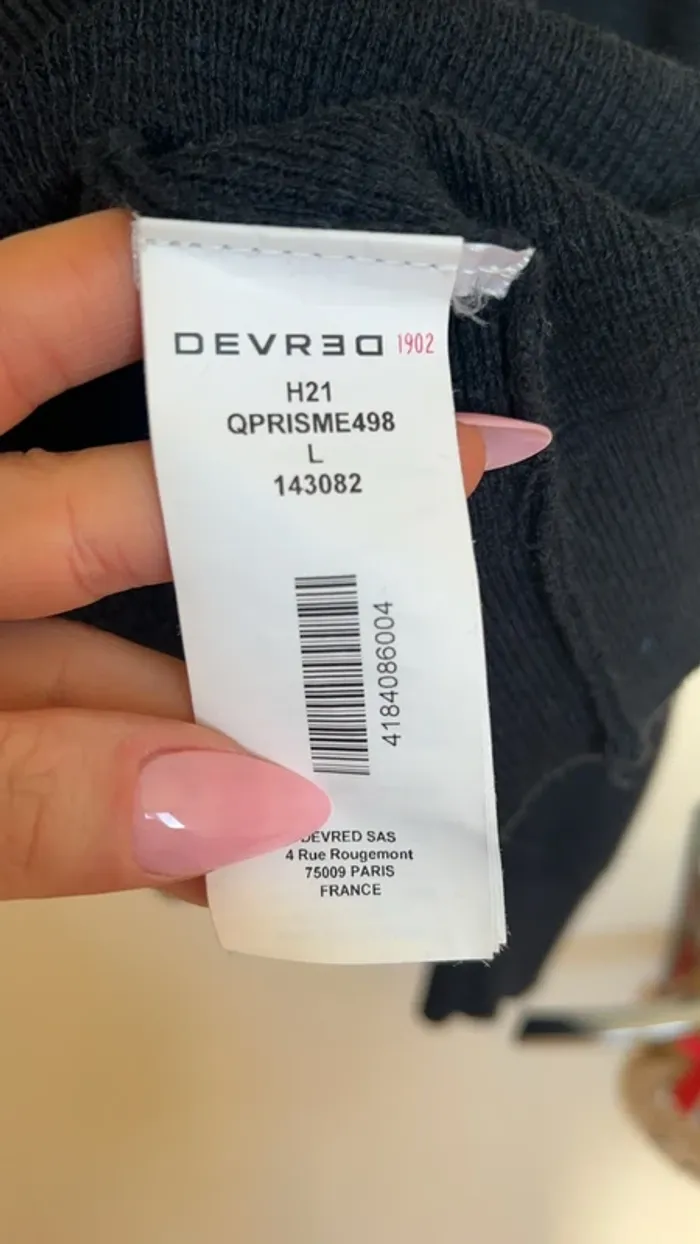 DEVRED 1902
H21
QPRISME498
L
143082
4184086004
DEVRED SAS
4 Rue Rougemont
75009 PARIS
FRANCE